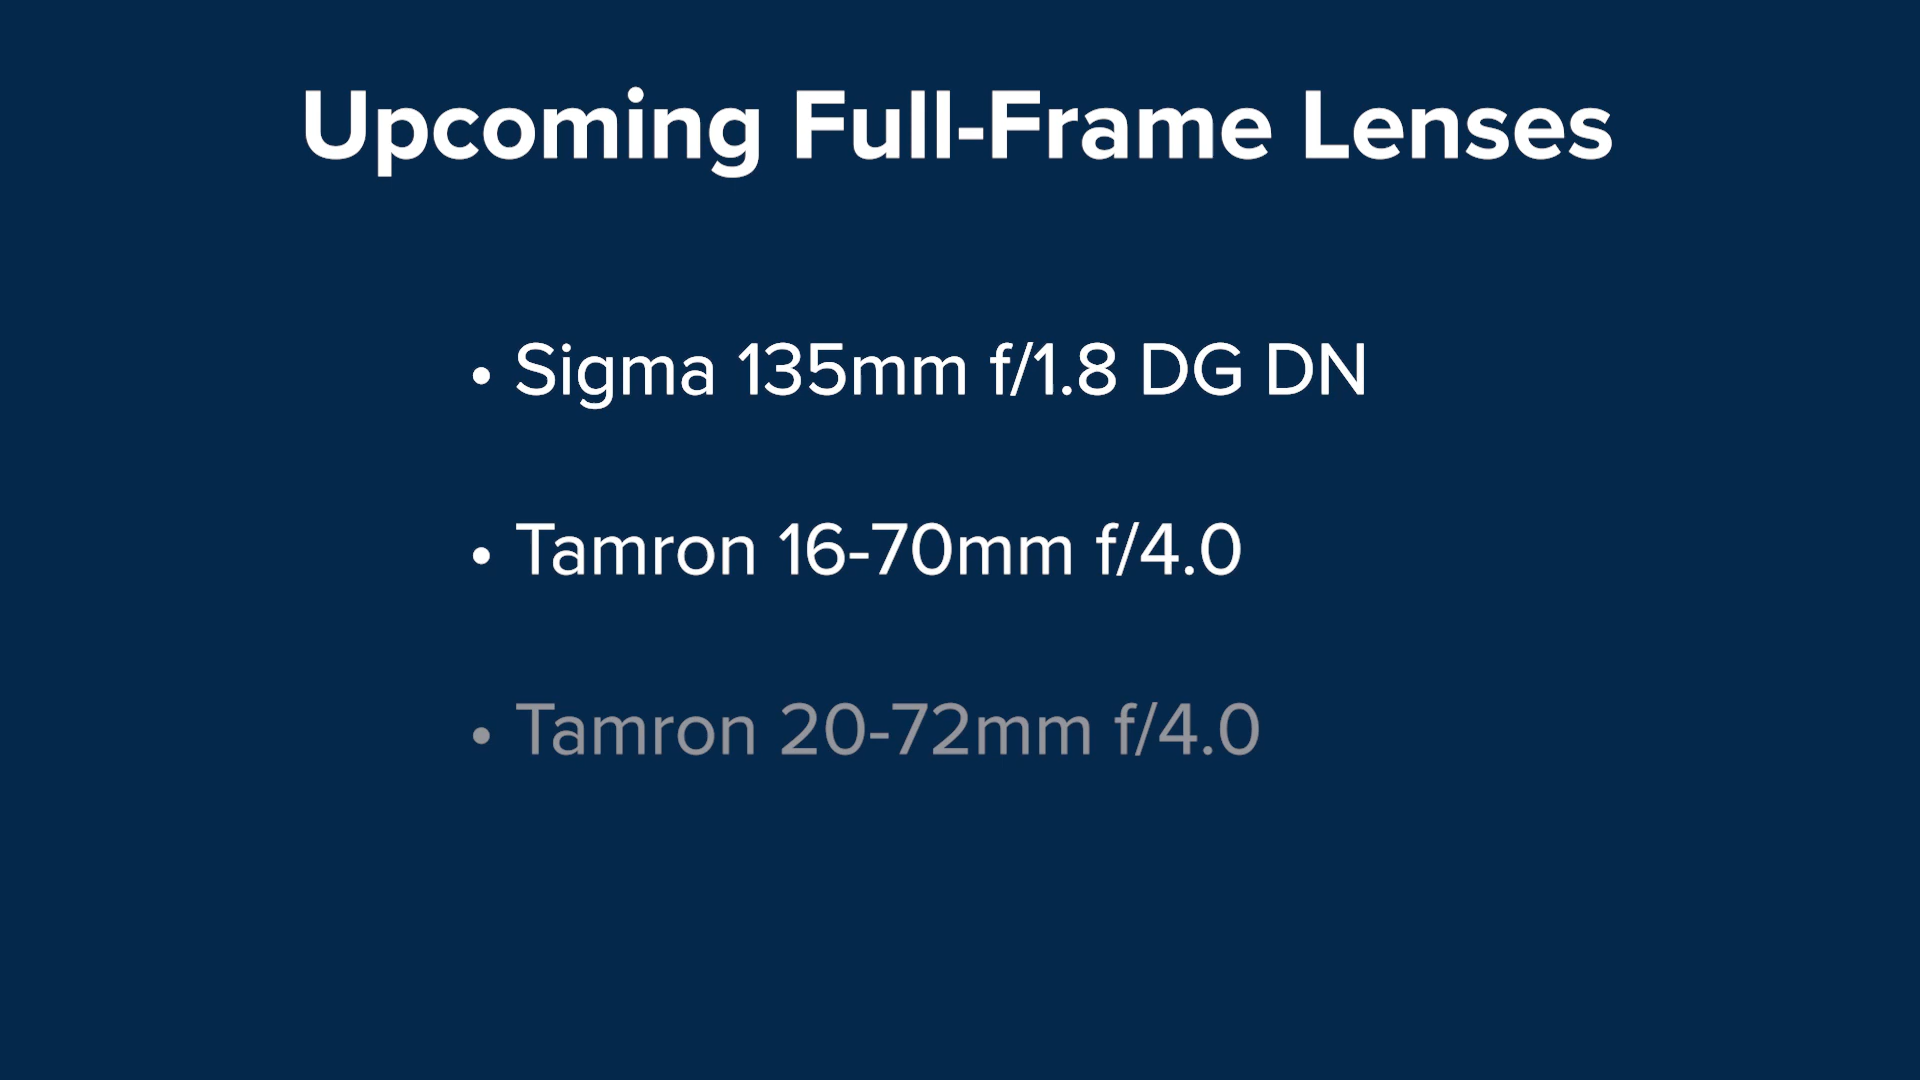 Upcoming Full-Frame Lenses
• Sigma 135mm f/1.8 DG DN
• Tamron 16-70mm f/4.0
• Tamron 20-72mm f/4.0